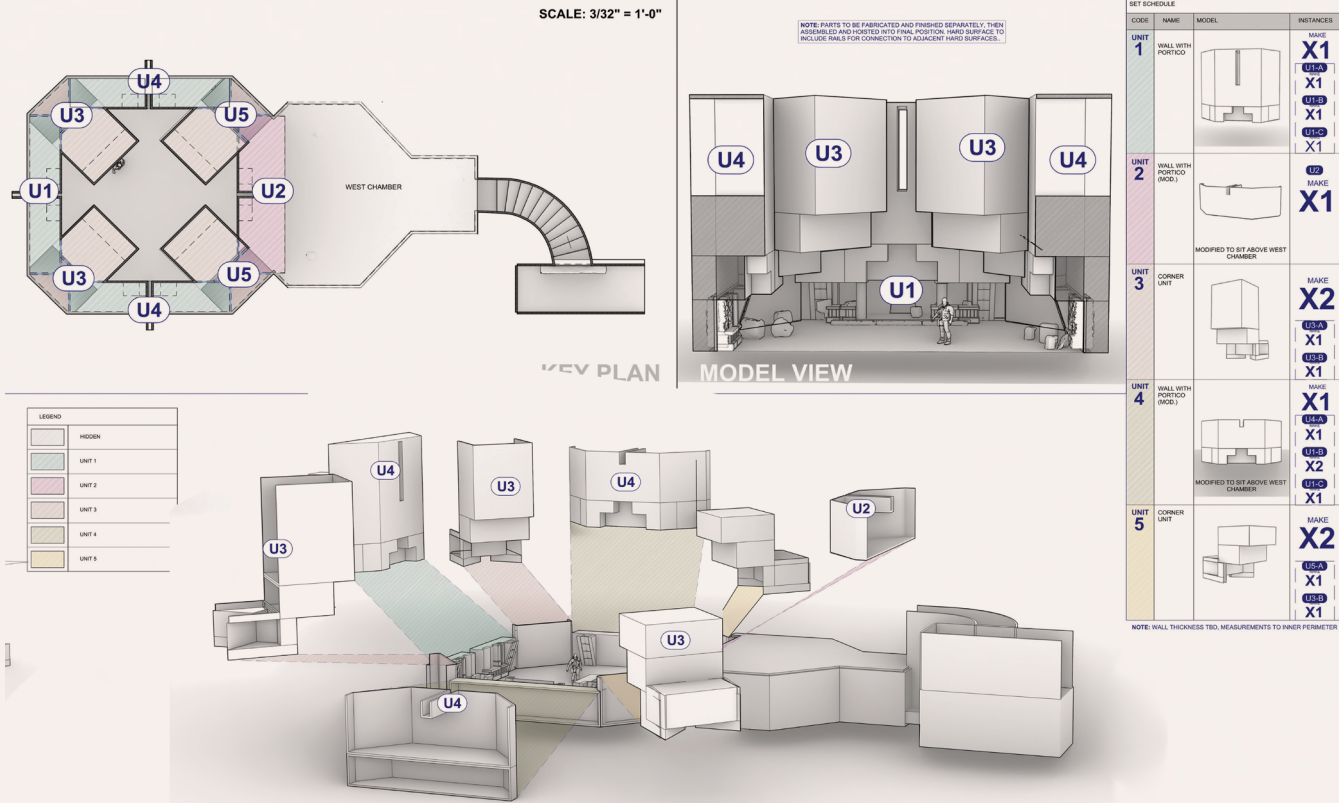 SCALE: 3/32" = 1'-0"
U4
U3
U5
U1
U2
WEST CHAMBER
U3
U5
U4
KEY PLAN
NOTE: PARTS TO BE FABRICATED AND FINISHED SEPARATELY, THEN
ASSEMBLED AND HOISTED INTO FINAL POSITION. HARD SURFACE TO
INCLUDE RAILS FOR CONNECTION TO ADJACENT HARD SURFACES..
U4
U3
U3
U4
U1
MODEL VIEW
SET SCHEDULE
CODE NAME MODEL INSTANCES
UNIT
1
WALL WITH
PORTICO
MAKE
X1
U1-A
X1
U1-B
X1
U1-C
X1
UNIT
2
WALL WITH
PORTICO
(MOD.)
MODIFIED TO SIT ABOVE WEST
CHAMBER
U2
MAKE
X1
UNIT
3
CORNER
UNIT
MAKE
X2
U3-A
X1
U3-B
X1
UNIT
4
WALL WITH
PORTICO
(MOD.)
MODIFIED TO SIT ABOVE WEST
CHAMBER
MAKE
X1
U4-A
X1
U1-B
X2
U1-C
X1
UNIT
5
CORNER
UNIT
MAKE
X2
U5-A
X1
U3-B
X1
NOTE: WALL THICKNESS TBD, MEASUREMENTS TO INNER PERIMETER
LEGEND
HIDDEN
UNIT 1
UNIT 2
UNIT 3
UNIT 4
UNIT 5
U4
U3
U4
U2
U3
U3
U4